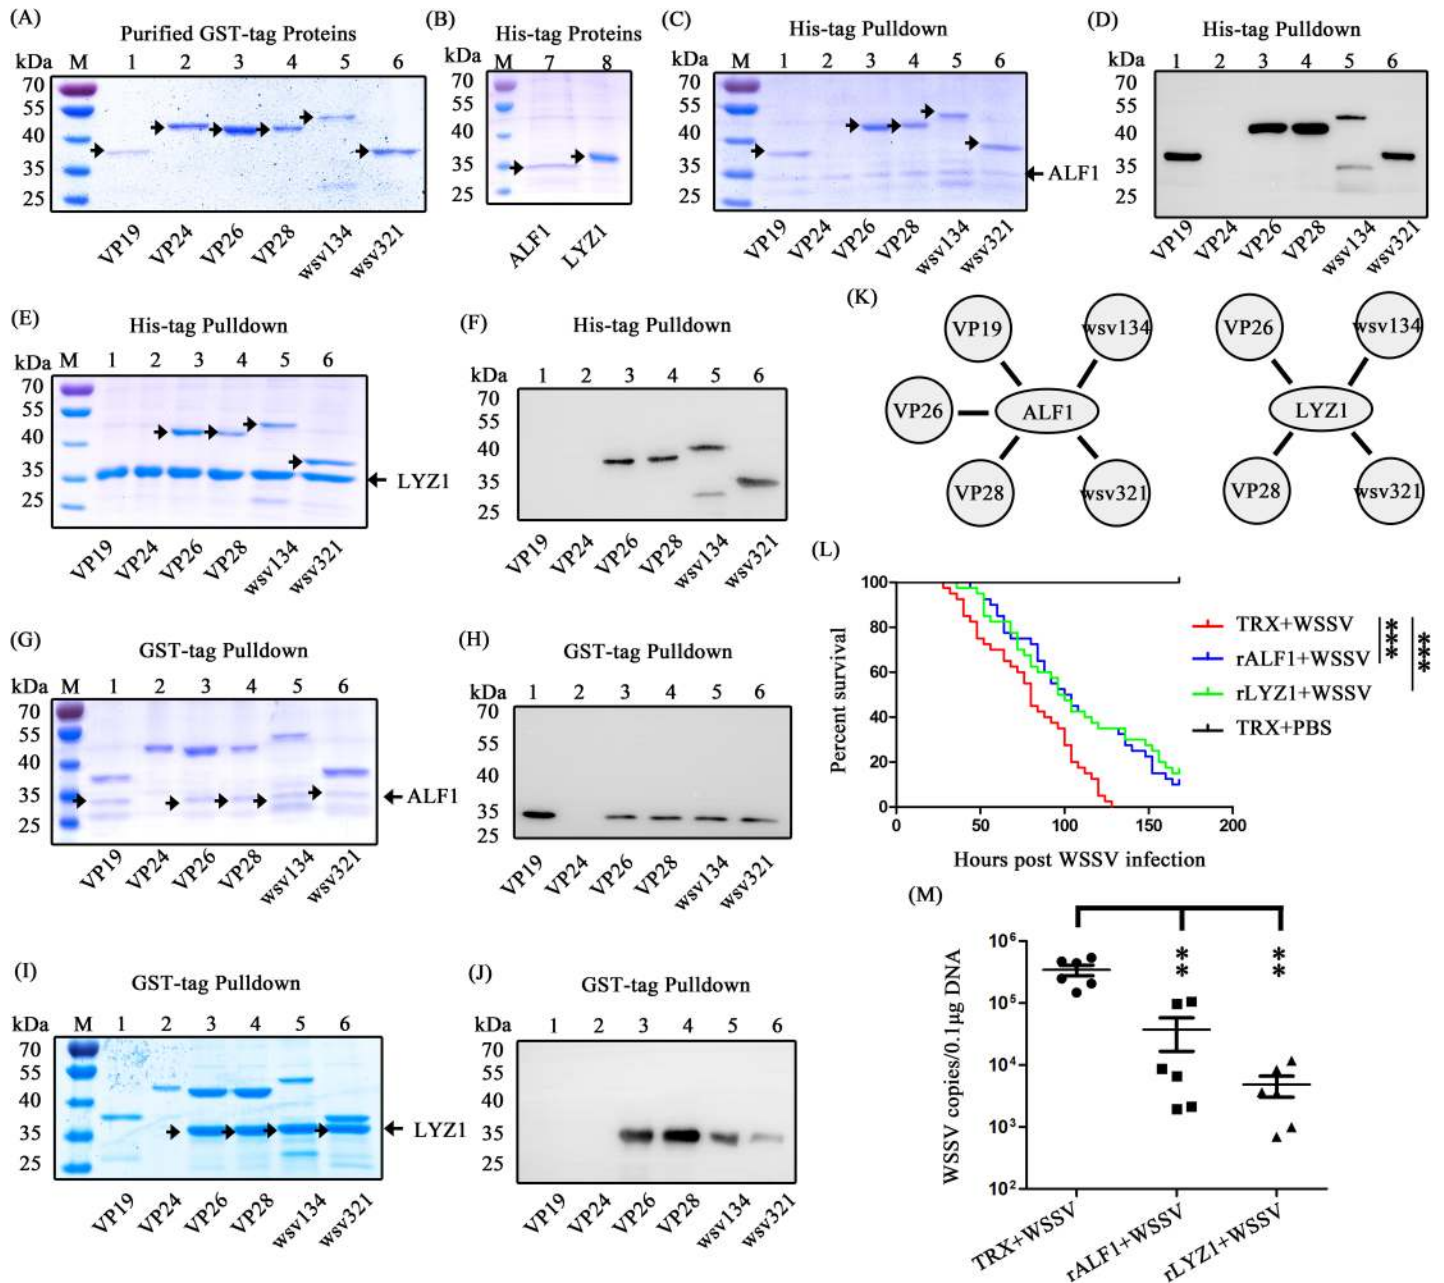 (A)
Purified GST-tag Proteins
kDa M 1 2 3 4 5 6
70
55
40
35
25
VP19 VP24 VP26 VP28 wsv134 wsv321
(B)
His-tag Proteins
kDa M 7 8
70
55
40
35
25
ALF1 LYZ1
(C)
His-tag Pulldown
kDa M 1 2 3 4 5 6
70
55
40
35
25
ALF1
VP19 VP24 VP26 VP28 wsv134 wsv321
(D)
His-tag Pulldown
kDa 1 2 3 4 5 6
70
55
40
35
25
VP19 VP24 VP26 VP28 wsv134 wsv321
(E)
His-tag Pulldown
kDa M 1 2 3 4 5 6
70
55
40
35
25
LYZ1
VP19 VP24 VP26 VP28 wsv134 wsv321
(F)
His-tag Pulldown
kDa 1 2 3 4 5 6
70
55
40
35
25
VP19 VP24 VP26 VP28 wsv134 wsv321
(K)
VP19 wsv134
VP26 ALF1
VP28 wsv321
VP26 wsv134
LYZ1
VP28 wsv321
(G)
GST-tag Pulldown
kDa M 1 2 3 4 5 6
70
55
40
35
25
ALF1
VP19 VP24 VP26 VP28 wsv134 wsv321
(H)
GST-tag Pulldown
kDa 1 2 3 4 5 6
70
55
40
35
25
VP19 VP24 VP26 VP28 wsv134 wsv321
(L)
Percent survival
100
80
60
40
20
0
0 50 100 150 200
Hours post WSSV infection
TRX+WSSV
rALF1+WSSV
rLYZ1+WSSV
TRX+PBS
***
***
(I)
GST-tag Pulldown
kDa M 1 2 3 4 5 6
70
55
40
35
25
LYZ1
VP19 VP24 VP26 VP28 wsv134 wsv321
(J)
GST-tag Pulldown
kDa 1 2 3 4 5 6
70
55
40
35
25
VP19 VP24 VP26 VP28 wsv134 wsv321
(M)
WSSV copies/0.1μg DNA
10⁶
10⁵
10⁴
10³
10²
** **
TRX+WSSV rALF1+WSSV rLYZ1+WSSV